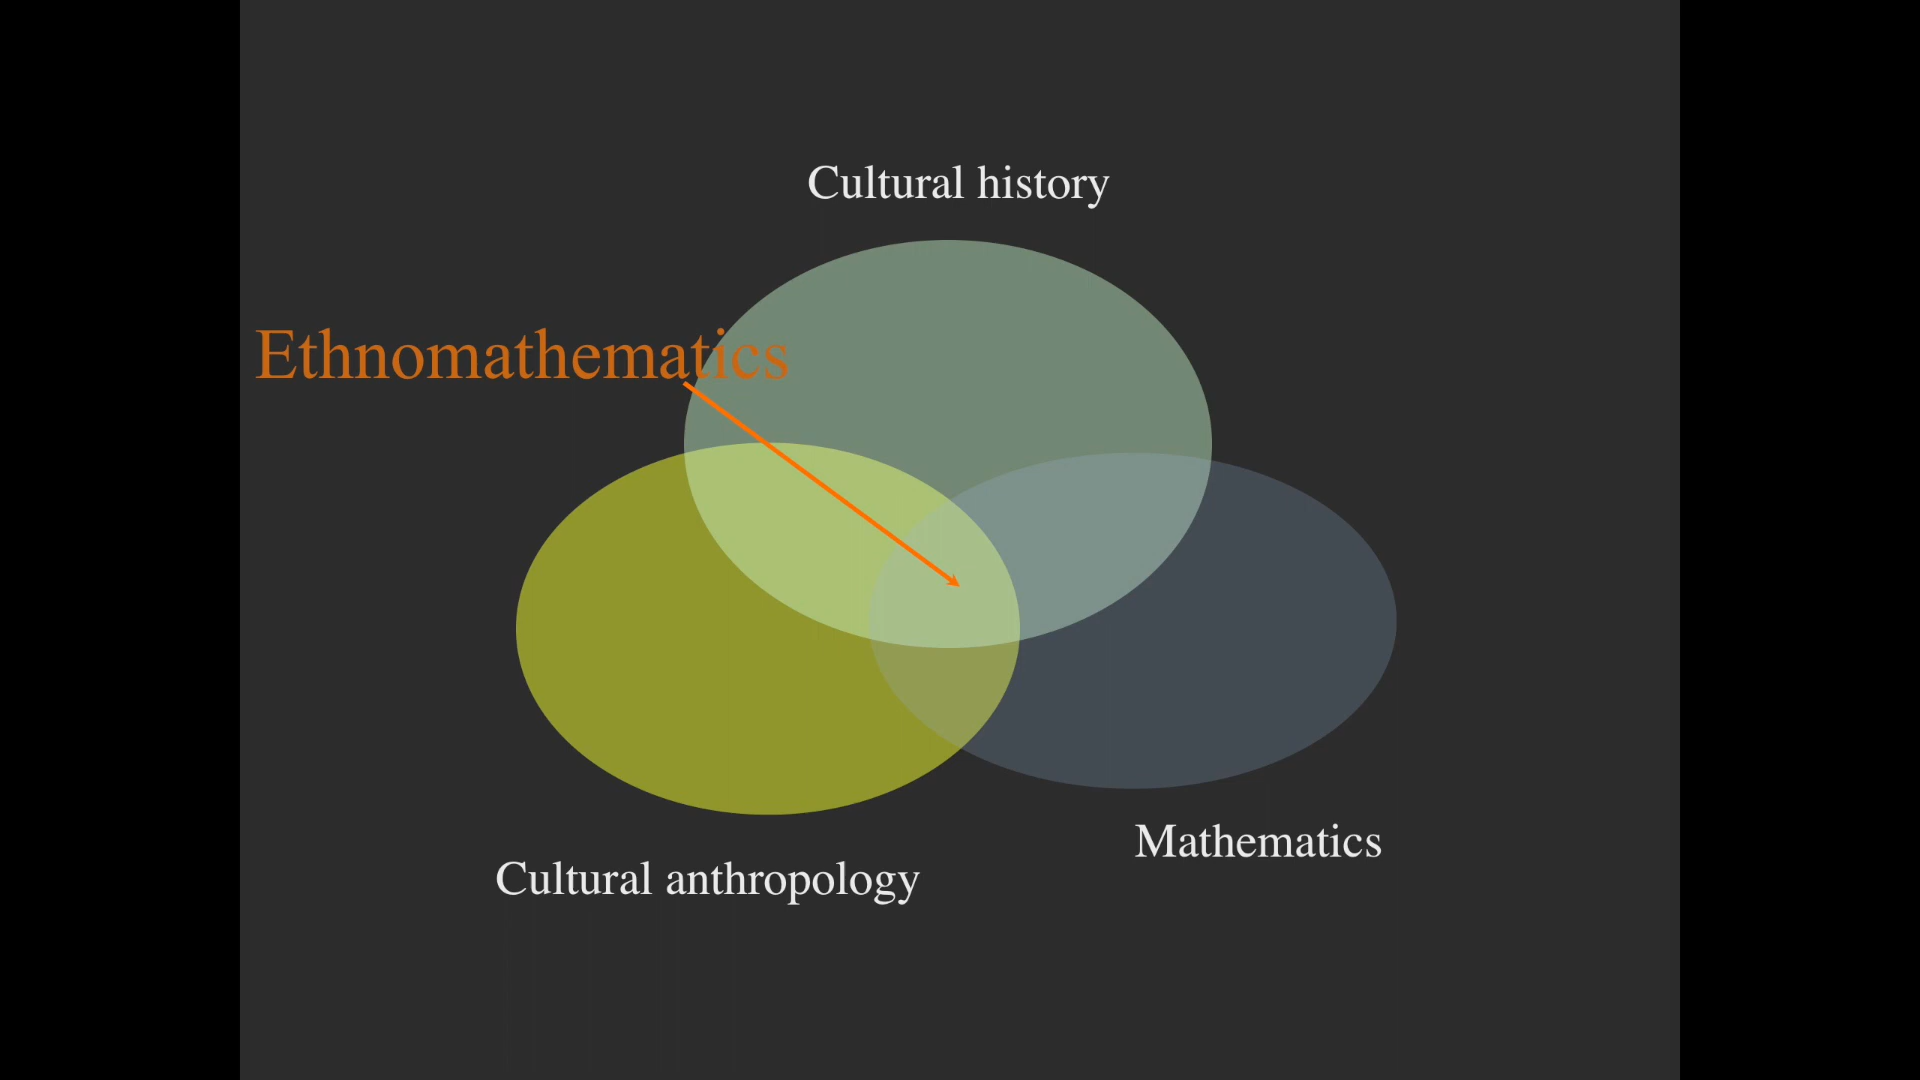 Cultural history
Ethnomathematics
Mathematics
Cultural anthropology